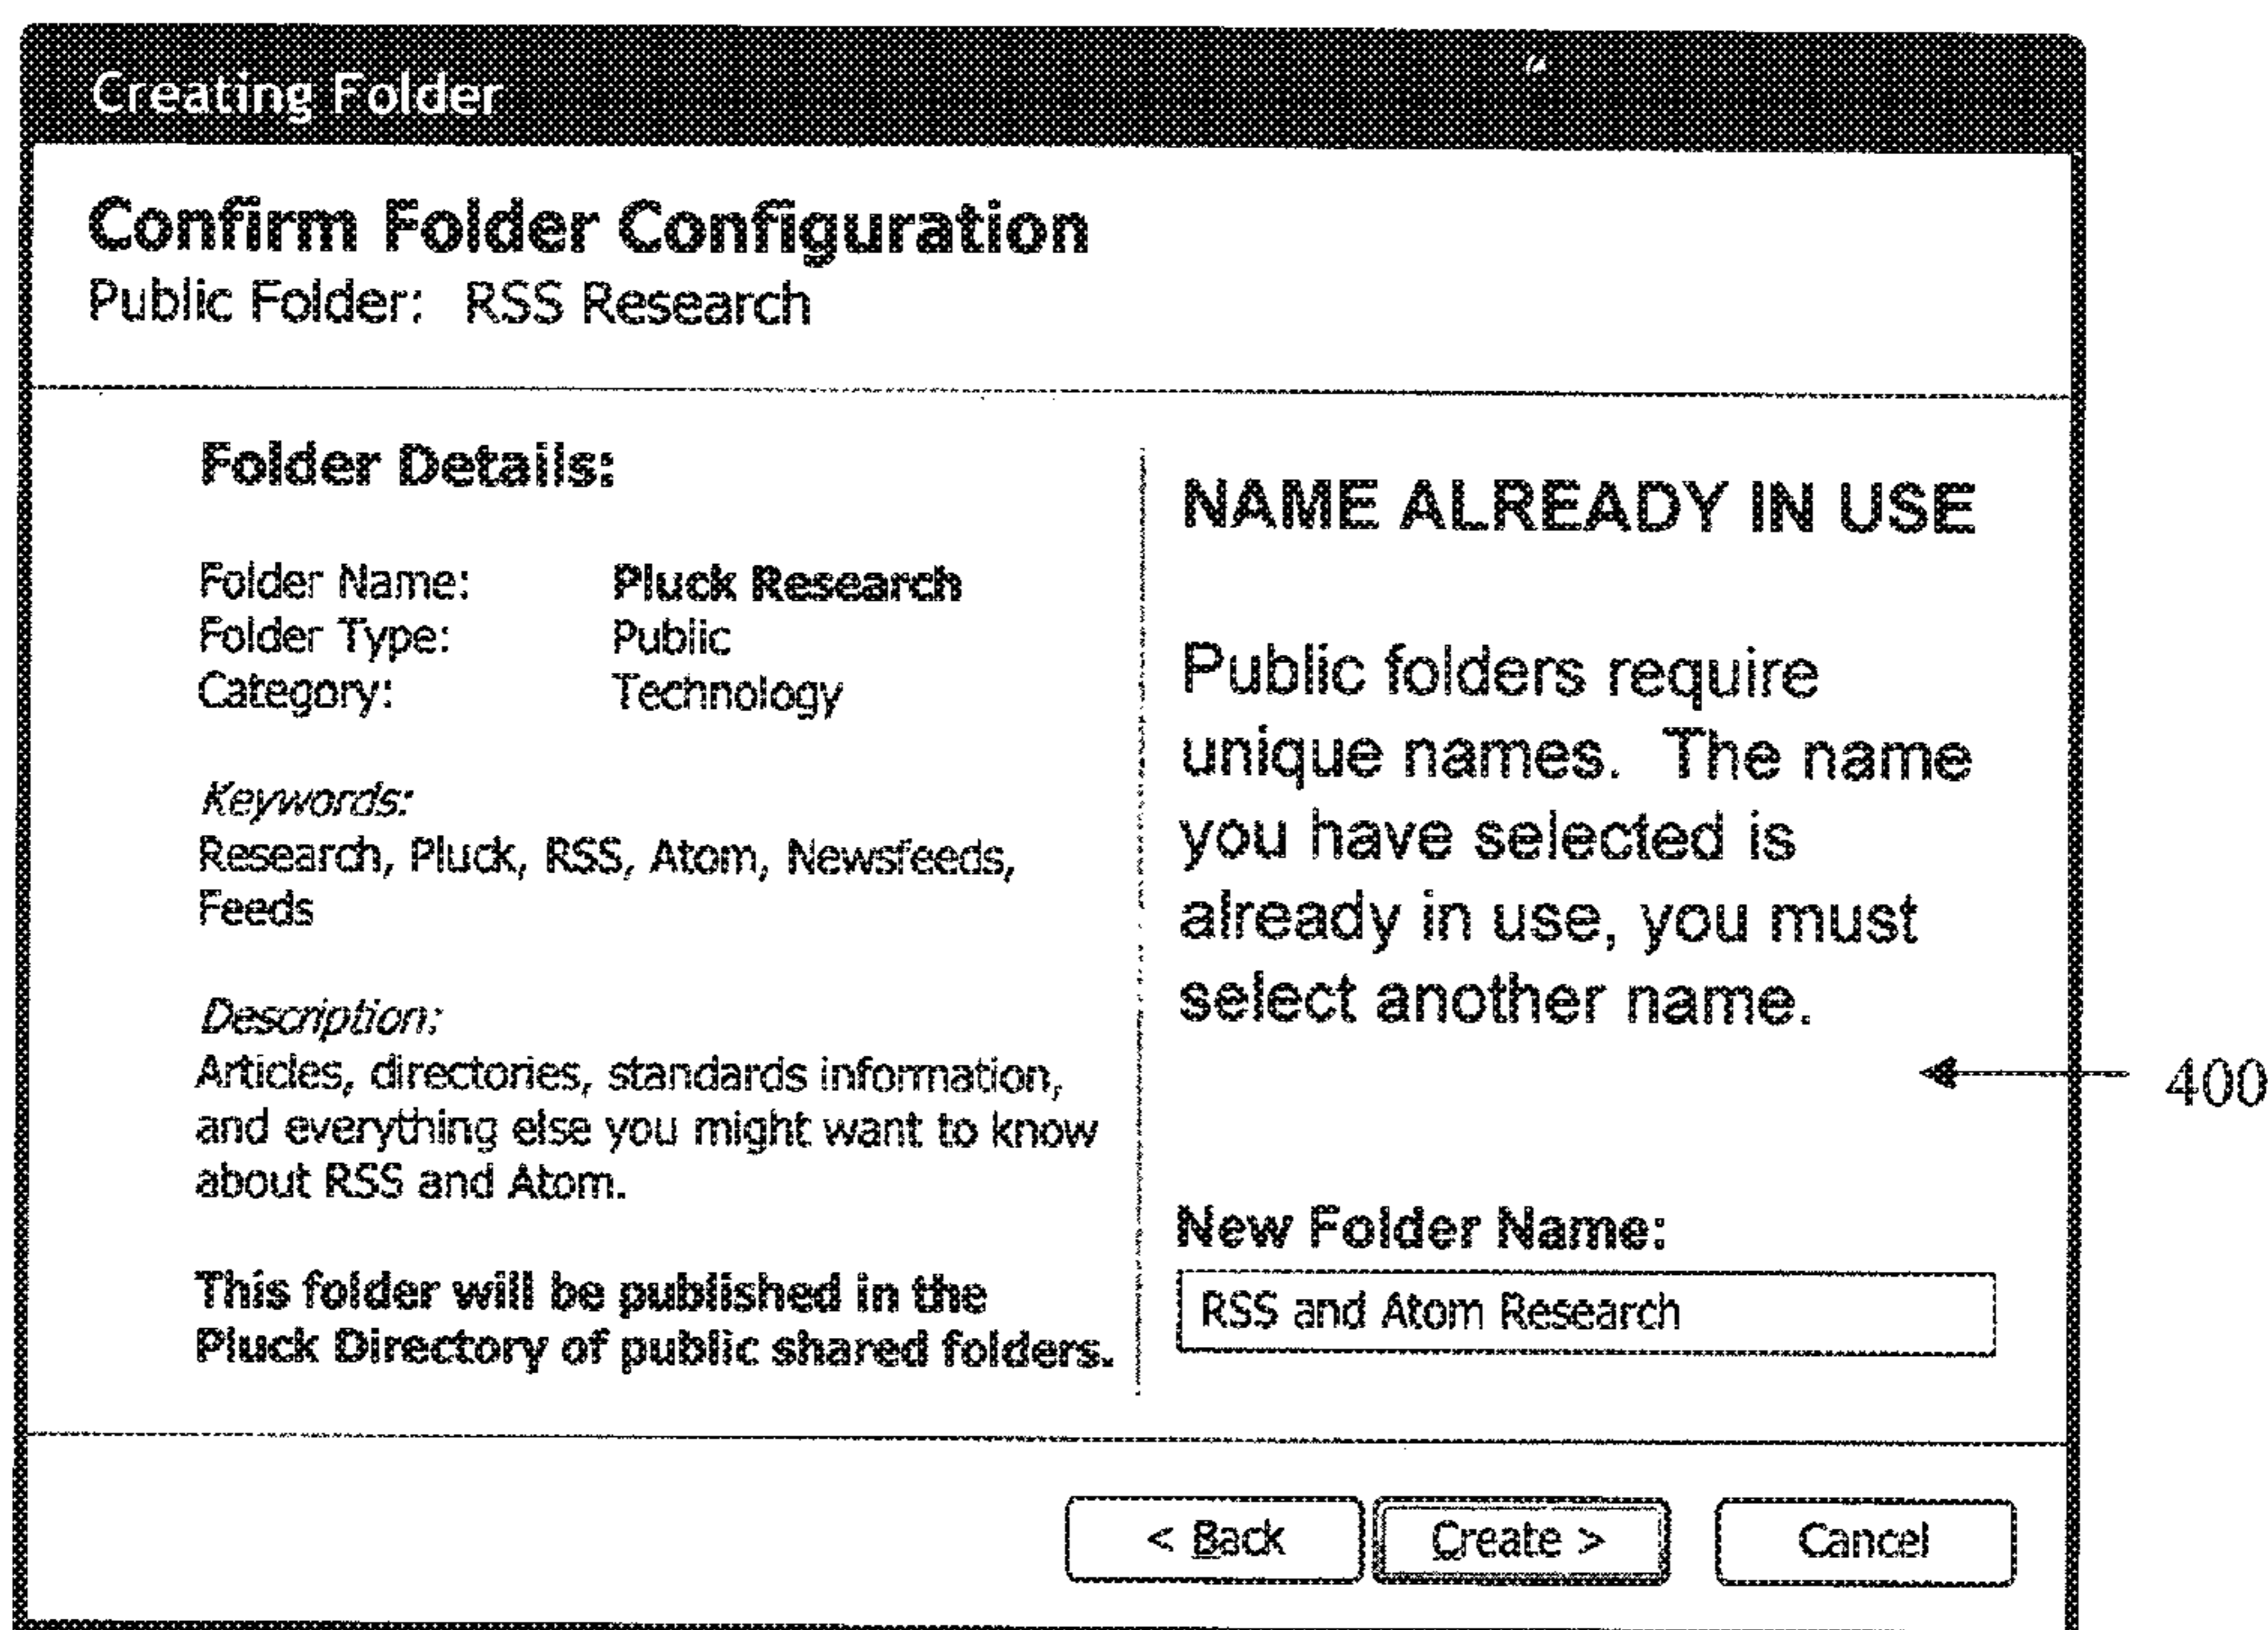 Creating Folder
Confirm Folder Configuration
Public Folder: RSS Research
Folder Details:
Folder Name: Pluck Research
Folder Type: Public
Category: Technology
Keywords:
Research, Pluck, RSS, Atom, Newsfeeds,
Feeds
Description:
Articles, directories, standards information,
and everything else you might want to know
about RSS and Atom.
This folder will be published in the
Pluck Directory of public shared folders.
NAME ALREADY IN USE
Public folders require
unique names. The name
you have selected is
already in use, you must
select another name.
400
New Folder Name:
RSS and Atom Research
< Back
Create >
Cancel